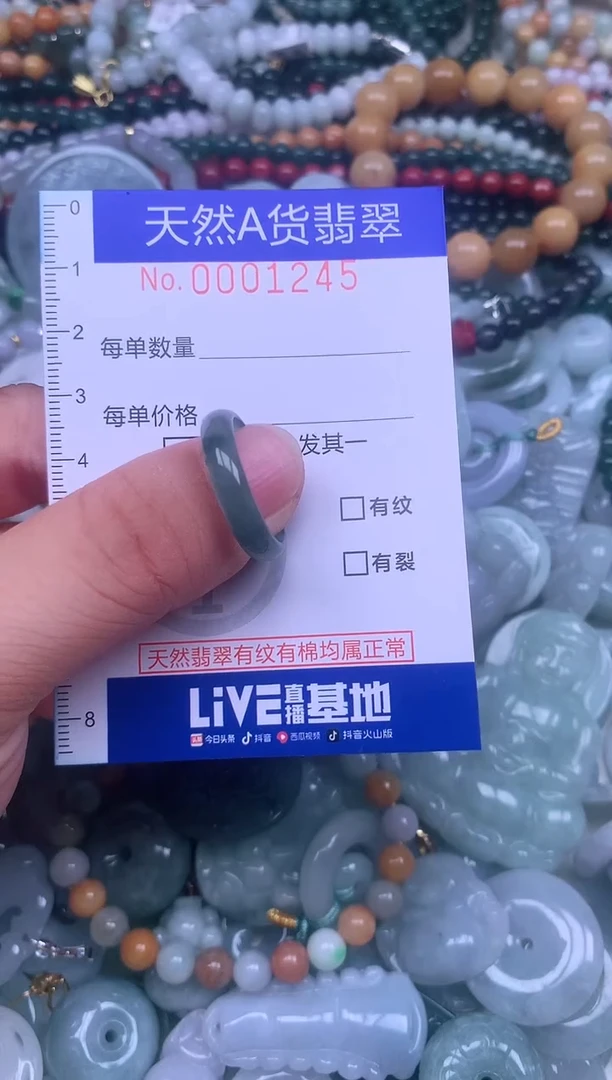 0
天然A货翡翠
1
No.0001245
2
每单数量
3
每单价格
发其一
4
有纹
有裂
天然翡翠有纹有棉均属正常
LiVE直播基地
8
今日头条 抖音 西瓜视频 抖音火山版